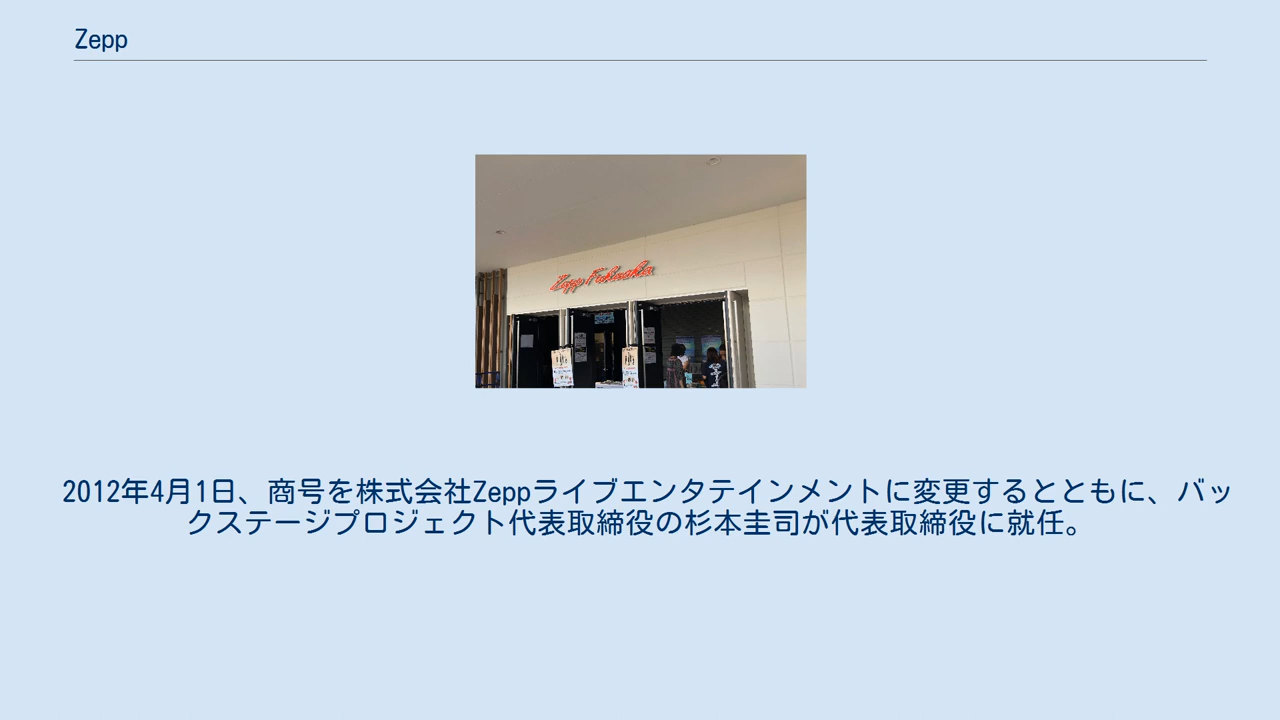 Zepp
Zepp Fukuoka
2012年4月1日、商号を株式会社Zeppライブエンタテインメントに変更するとともに、バッ
クステージプロジェクト代表取締役の杉本圭司が代表取締役に就任。